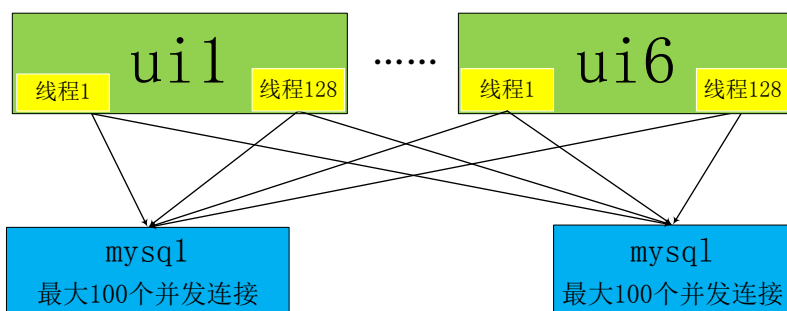 ui1 …… ui6
线程1 线程128 线程1 线程128
mysql mysql
最大100个并发连接 最大100个并发连接